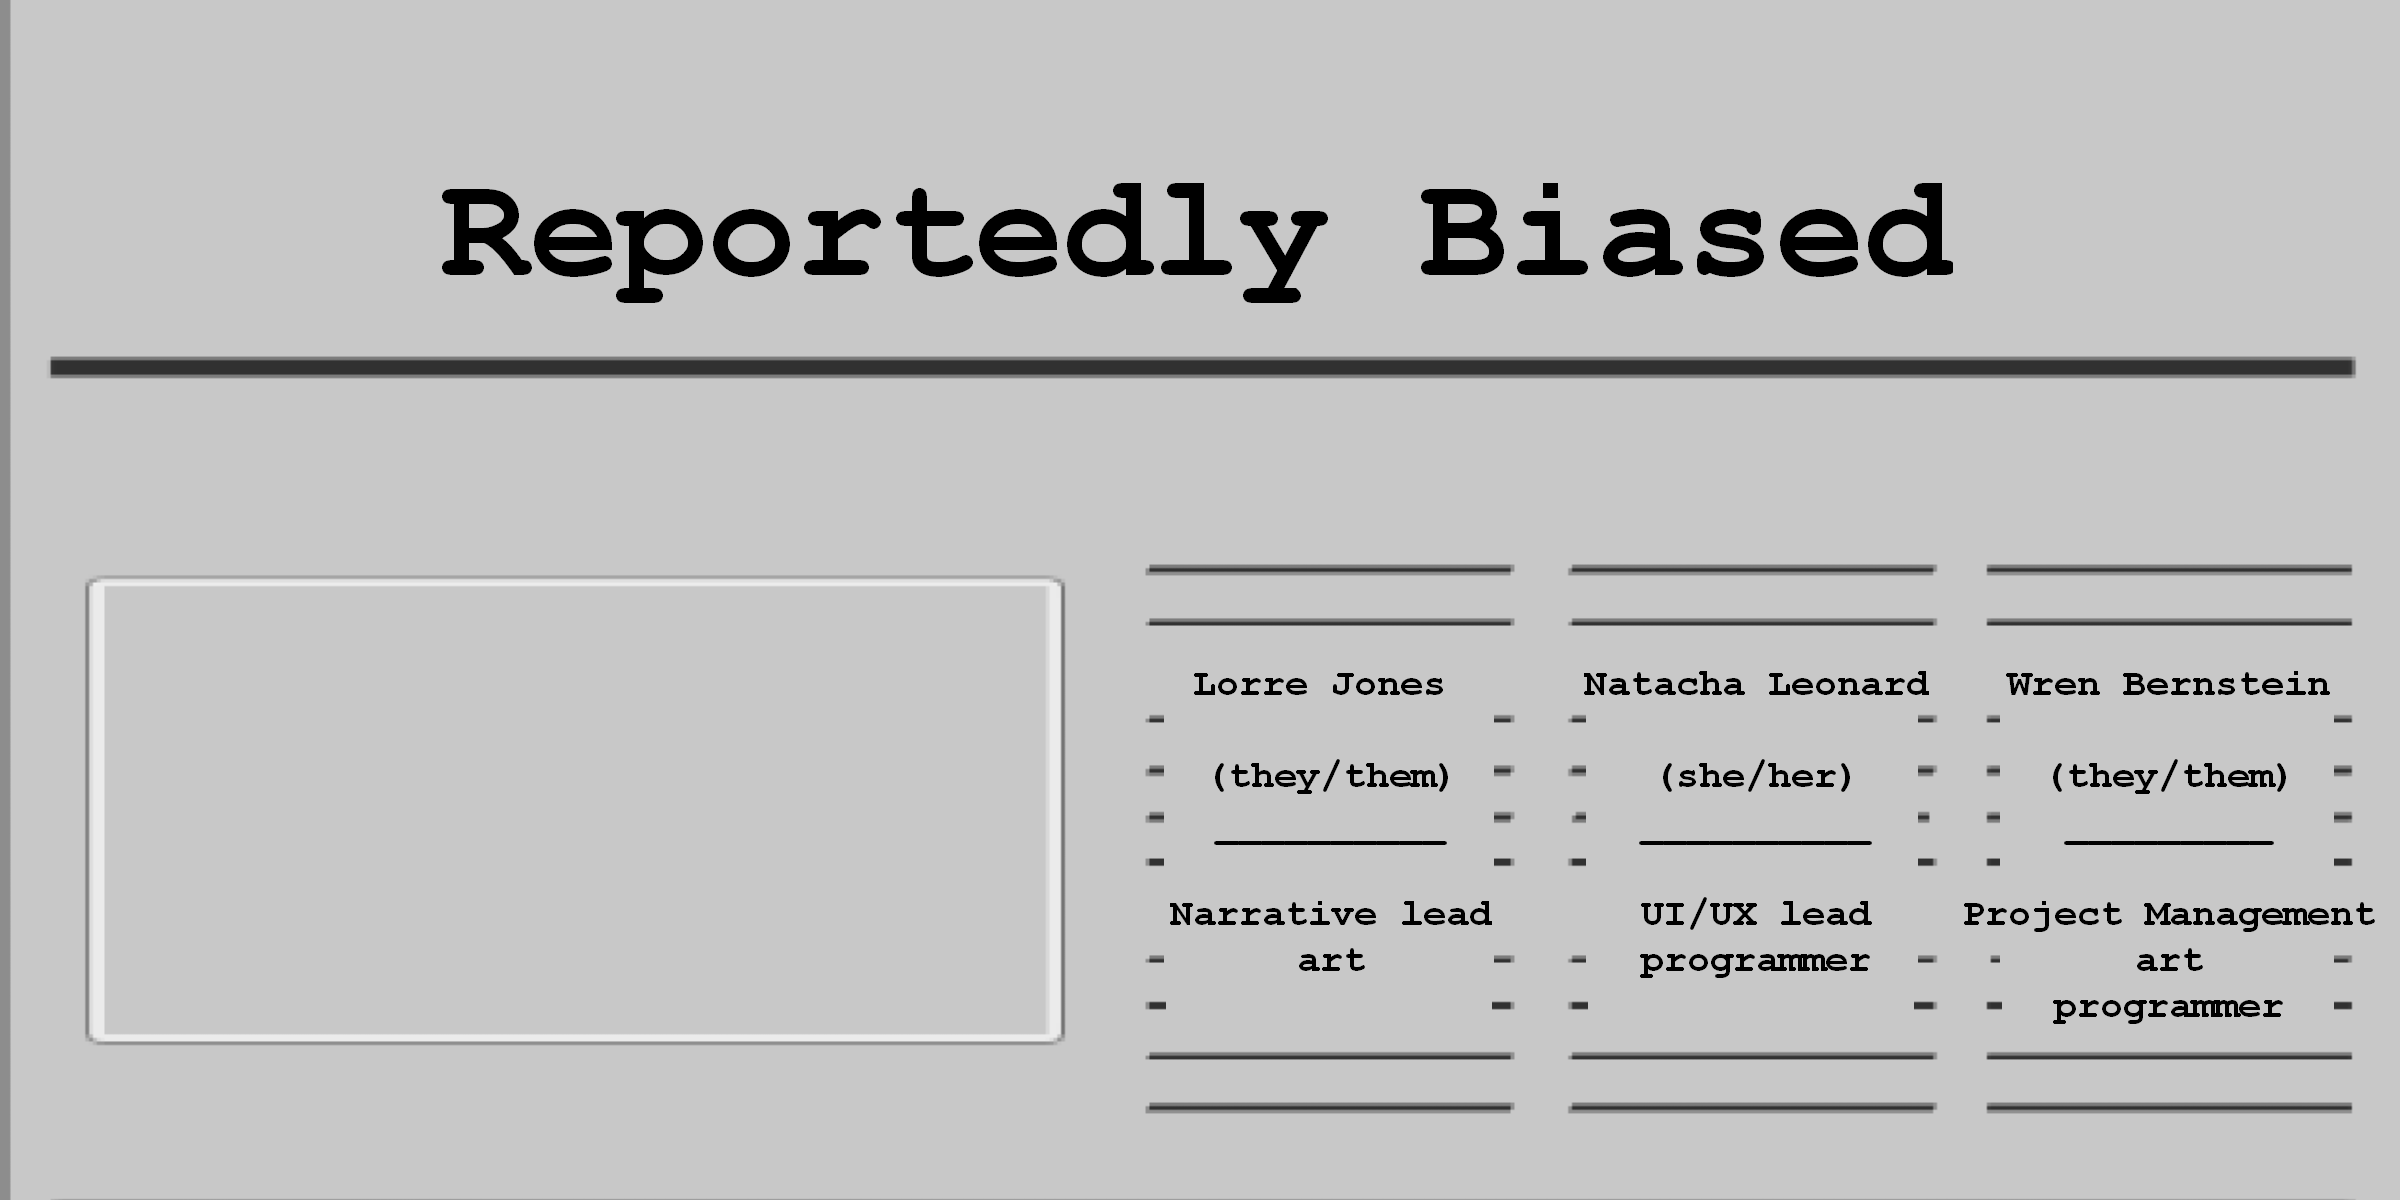 Reportedly Biased
Lorre Jones
(they/them)
Narrative lead
art
Natacha Leonard
(she/her)
UI/UX lead
programmer
Wren Bernstein
(they/them)
Project Management
art
programmer